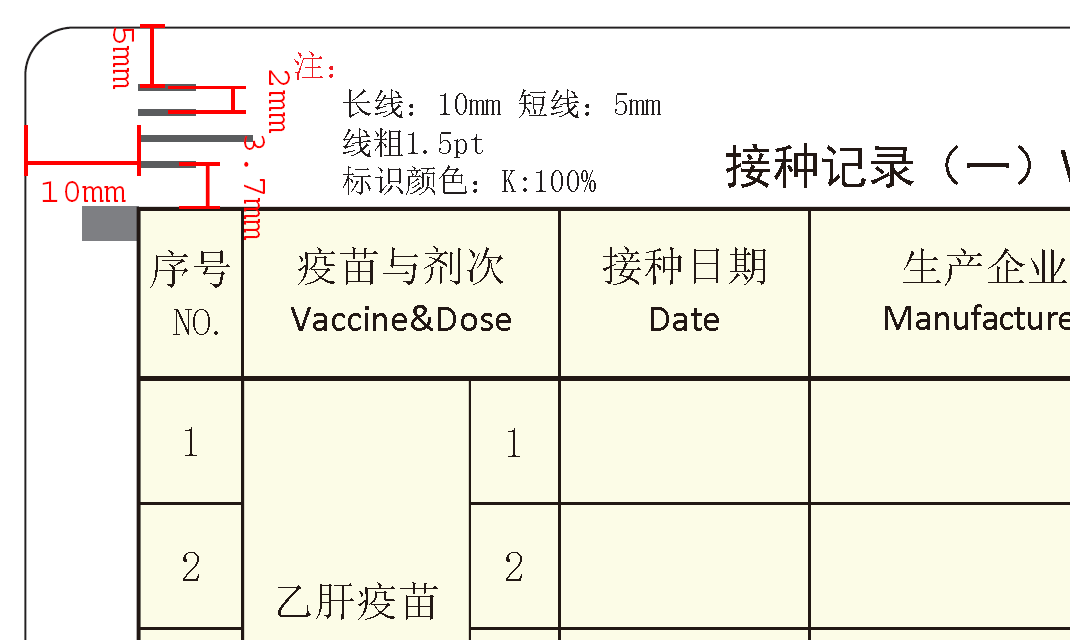 5mm
注：
2mm
长线：10mm 短线：5mm
线粗1.5pt
3.7mm
标识颜色：K:100%
10mm
接种记录（一）
序号
NO.
疫苗与剂次
Vaccine&Dose
接种日期
Date
生产企业
Manufacture
1
1
2
2
乙肝疫苗